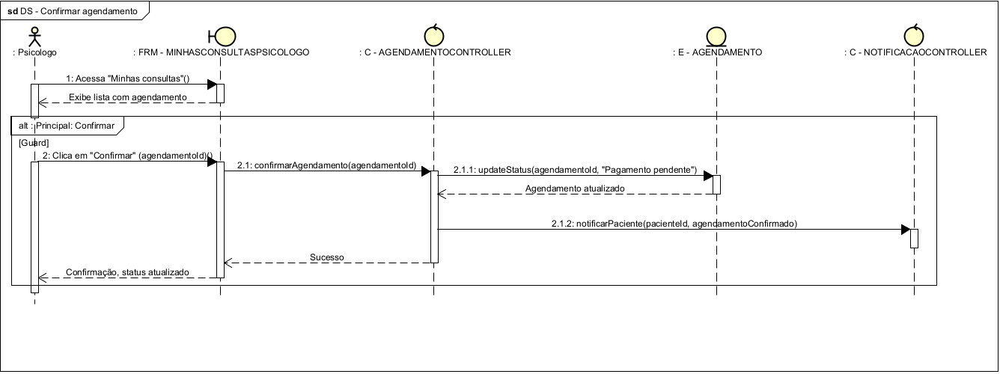 sd DS - Confirmar agendamento
: Psicologo
: FRM - MINHASCONSULTASPSICOLOGO
: C - AGENDAMENTOCONTROLLER
: E - AGENDAMENTO
: C - NOTIFICACAOCONTROLLER
1: Acessa "Minhas consultas"()
Exibe lista com agendamento
alt : Principal: Confirmar
[Guard]
2: Clica em "Confirmar" (agendamentoId)()
2.1: confirmarAgendamento(agendamentoId)
2.1.1: updateStatus(agendamentoId, "Pagamento pendente")
Agendamento atualizado
2.1.2: notificarPaciente(pacienteId, agendamentoConfirmado)
Sucesso
Confirmação, status atualizado